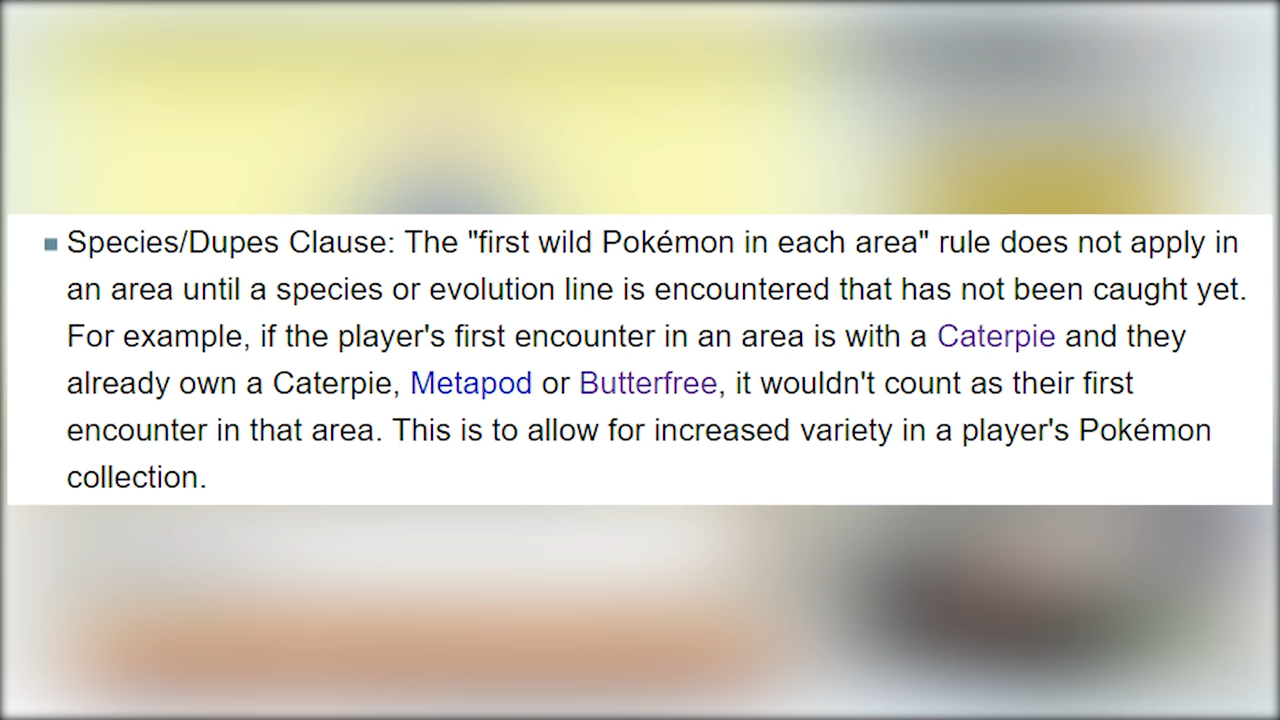 Species/Dupes Clause: The "first wild Pokémon in each area" rule does not apply in
an area until a species or evolution line is encountered that has not been caught yet.
For example, if the player's first encounter in an area is with a Caterpie and they
already own a Caterpie, Metapod or Butterfree, it wouldn't count as their first
encounter in that area. This is to allow for increased variety in a player's Pokémon
collection.